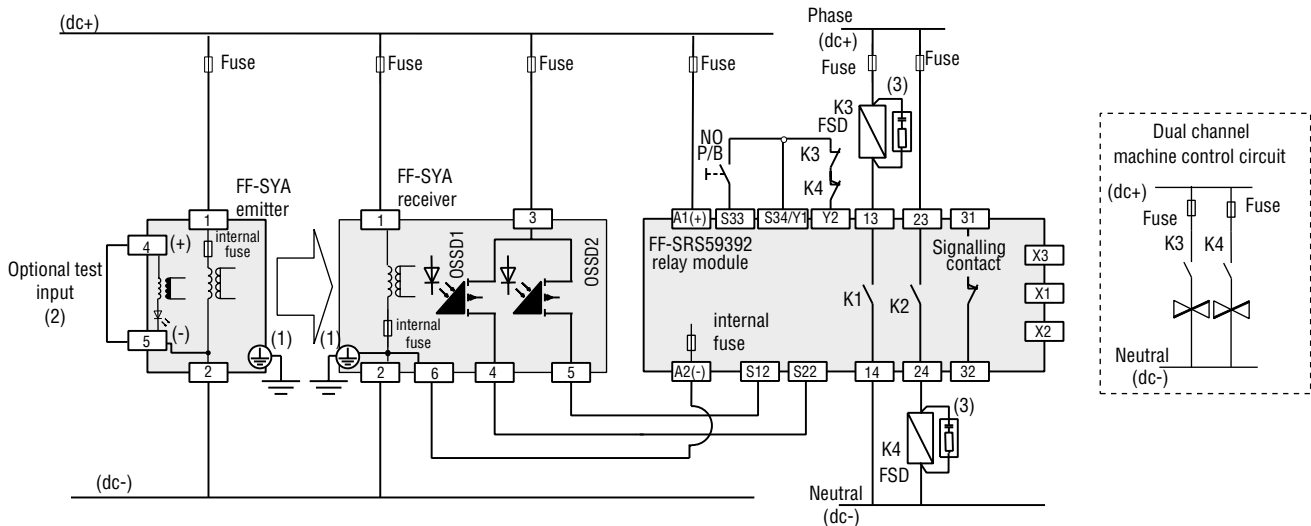 (dc+)
Phase
(dc+)
Fuse
Fuse
Fuse
Fuse
Fuse
Fuse
(3)
K3
FSD
NO
P/B
K3
K4
Dual channel
machine control circuit
(dc+)
Fuse
Fuse
K3
K4
Neutral
(dc-)
FF-SYA
emitter
FF-SYA
receiver
1
1
3
A1(+)
S33
S34/Y1
Y2
13
23
31
4
(+)
internal
fuse
Optional test
input
(2)
5
(-)
(1)
2
OSSD1
OSSD2
internal
fuse
(1)
2
6
4
5
FF-SRS59392
relay module
Signalling
contact
K1
K2
X3
X1
X2
internal
fuse
A2(-)
S12
S22
14
24
32
(3)
K4
FSD
(dc-)
Neutral
(dc-)